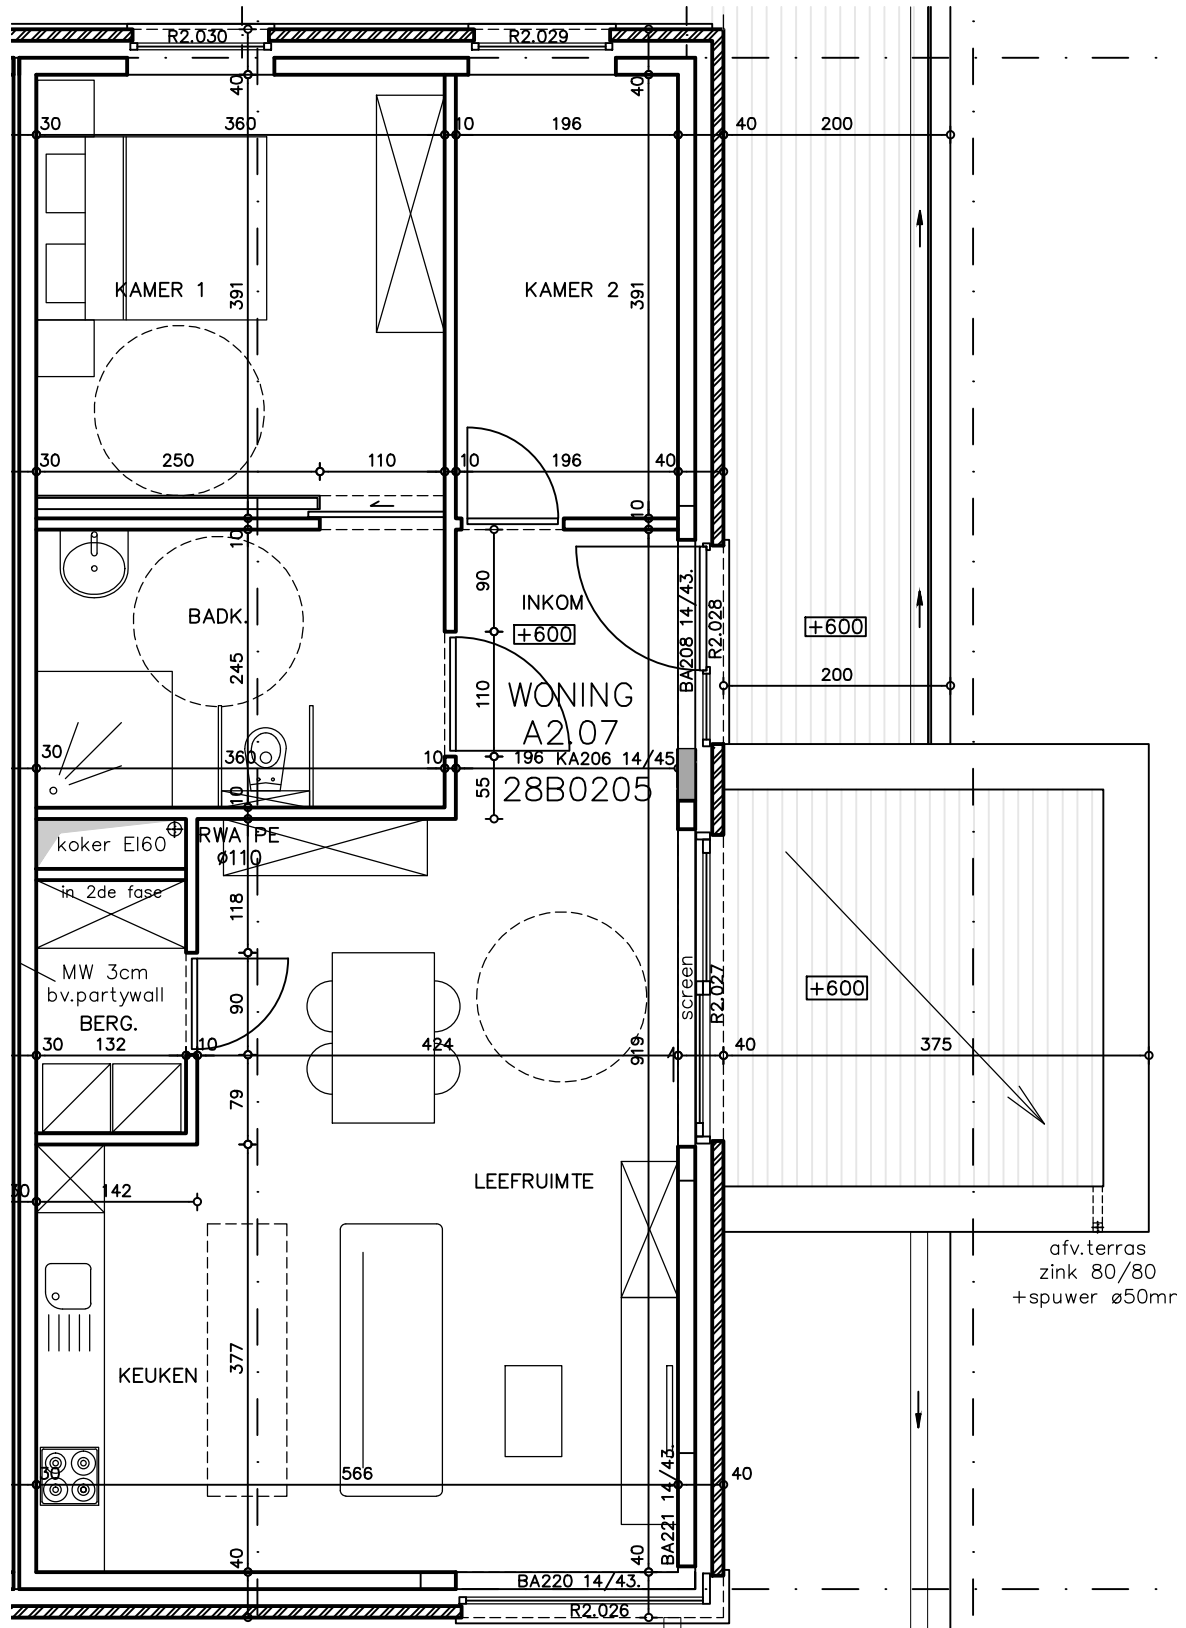 R2.030
R2.029
40
40
30
360
10
196
40
200
KAMER 1
391
KAMER 2
391
30
250
110
10
196
40
10
10
90
INKOM
+600
BA208 14/43.
R2.028
+600
BADK.
245
110
WONING
A2.07
200
30
360
10
196
KA206 14/45
55
28B0205
10
koker EI60
RWA PE
ø110
in 2de fase
118
MW 3cm
bv.partywall
BERG.
90
screen
R2.027
+600
30
132
10
424
919
40
375
79
LEEFRUIMTE
30
142
afv.terras
zink 80/80
+spuwer ø50mm
KEUKEN
377
30
566
40
BA221 14/43.
40
40
BA220 14/43.
R2.026